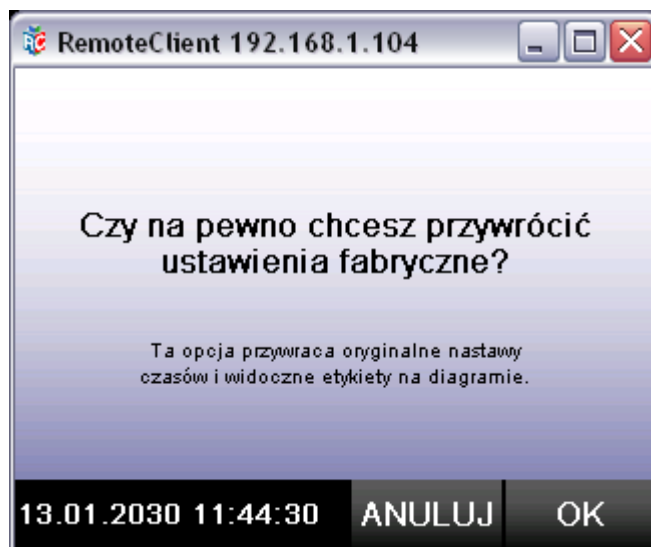 RemoteClient 192.168.1.104
Czy na pewno chcesz przywrócić
ustawienia fabryczne?
Ta opcja przywraca oryginalne nastawy
czasów i widoczne etykiety na diagramie.
13.01.2030 11:44:30 ANULUJ OK